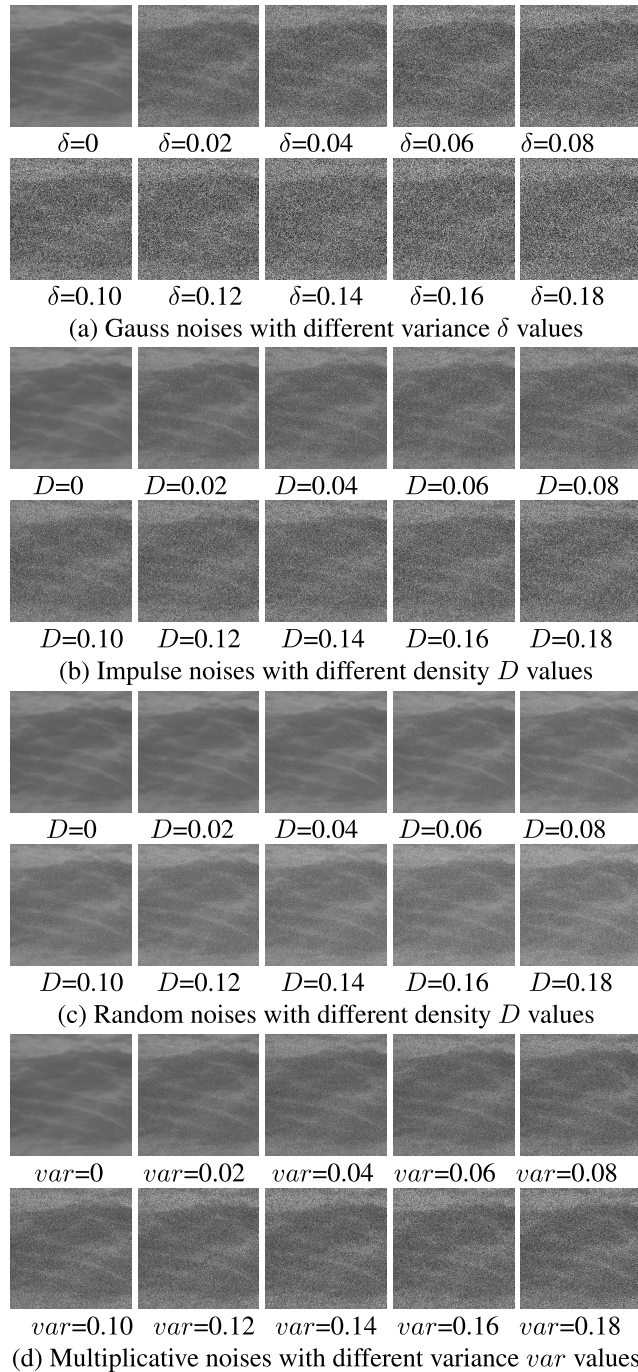 δ=0 δ=0.02 δ=0.04 δ=0.06 δ=0.08
δ=0.10 δ=0.12 δ=0.14 δ=0.16 δ=0.18
(a) Gauss noises with different variance δ values
D=0 D=0.02 D=0.04 D=0.06 D=0.08
D=0.10 D=0.12 D=0.14 D=0.16 D=0.18
(b) Impulse noises with different density D values
D=0 D=0.02 D=0.04 D=0.06 D=0.08
D=0.10 D=0.12 D=0.14 D=0.16 D=0.18
(c) Random noises with different density D values
var=0 var=0.02 var=0.04 var=0.06 var=0.08
var=0.10 var=0.12 var=0.14 var=0.16 var=0.18
(d) Multiplicative noises with different variance var values